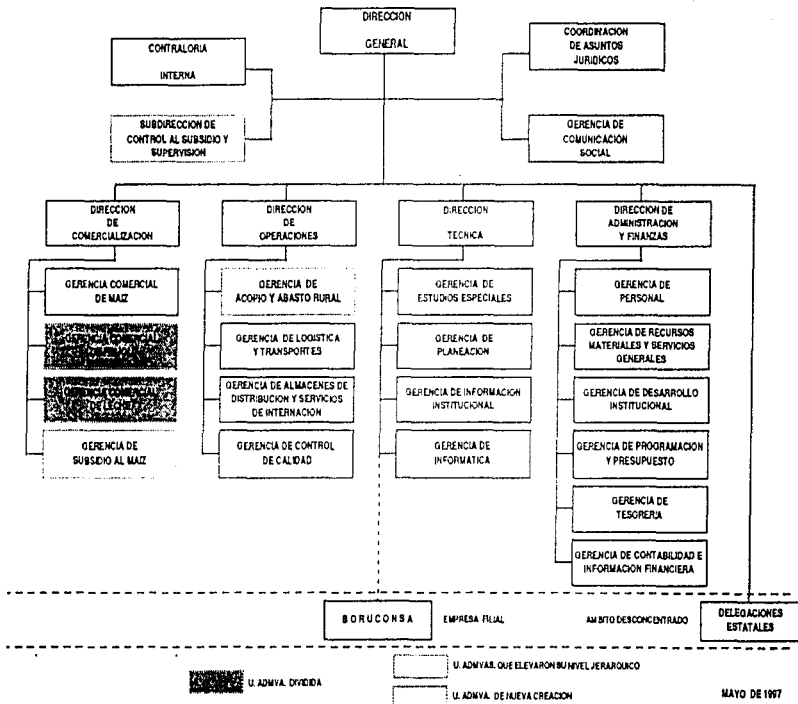 DIRECCION
GENERAL
CONTRALORIA
INTERNA
COORDINACION
DE ASUNTOS
JURIDICOS
SUBDIRECCION DE
CONTROL AL SUBSIDIO Y
SUPERVISION
GERENCIA DE
COMUNICACION
SOCIAL
DIRECCION
DE
COMERCIALIZACION
DIRECCION
DE
OPERACIONES
DIRECCION
TECNICA
DIRECCION DE
ADMINISTRACION
Y FINANZAS
GERENCIA COMERCIAL
DE MAIZ
GERENCIA COMERCIAL
GERENCIA COMERCIAL
DE
GERENCIA DE
SUBSIDIO AL MAIZ
GERENCIA DE
ACOPIO Y ABASTO RURAL
GERENCIA DE LOGISTICA
Y TRANSPORTES
GERENCIA DE ALMACENES DE
DISTRIBUCION Y SERVICIOS
DE INTERNACION
GERENCIA DE CONTROL
DE CALIDAD
GERENCIA DE
ESTUDIOS ESPECIALES
GERENCIA DE
PLANEACION
GERENCIA DE INFORMACION
INSTITUCIONAL
GERENCIA DE
INFORMATICA
GERENCIA DE
PERSONAL
GERENCIA DE RECURSOS
MATERIALES Y SERVICIOS
GENERALES
GERENCIA DE DESARROLLO
INSTITUCIONAL
GERENCIA DE PROGRAMACION
Y PRESUPUESTO
GERENCIA DE
TESORERIA
GERENCIA DE CONTABILIDAD E
INFORMACION FINANCIERA
BORUCONSA
EMPRESA FILIAL
AMBITO DESCONCENTRADO
DELEGACIONES
ESTATALES
U. ADMVA. DIVIDIDA
U. ADMVAS. QUE ELEVARON SU NIVEL JERARQUICO
U. ADMVA. DE NUEVA CREACION
MAYO DE 1997